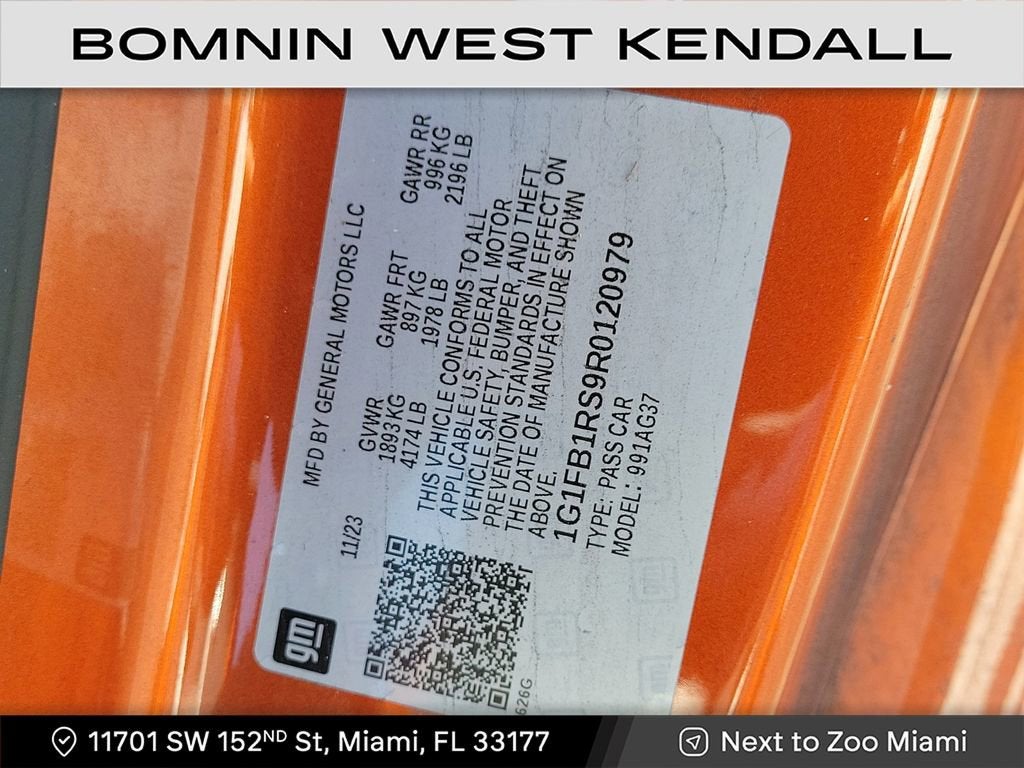 BOMNIN WEST KENDALL
gm
11/23
MFD BY GENERAL MOTORS LLC
GVWR
1893 KG
4174 LB
GAWR FRT
897 KG
1978 LB
GAWR RR
996 KG
2196 LB
THIS VEHICLE CONFORMS TO ALL
APPLICABLE U.S. FEDERAL MOTOR
VEHICLE SAFETY, BUMPER, AND THEFT
PREVENTION STANDARDS IN EFFECT ON
THE DATE OF MANUFACTURE SHOWN
ABOVE.
1G1FB1RS9R0120979
TYPE: PASS CAR
MODEL: 991AG37
626G
11701 SW 152ND St, Miami, FL 33177
Next to Zoo Miami